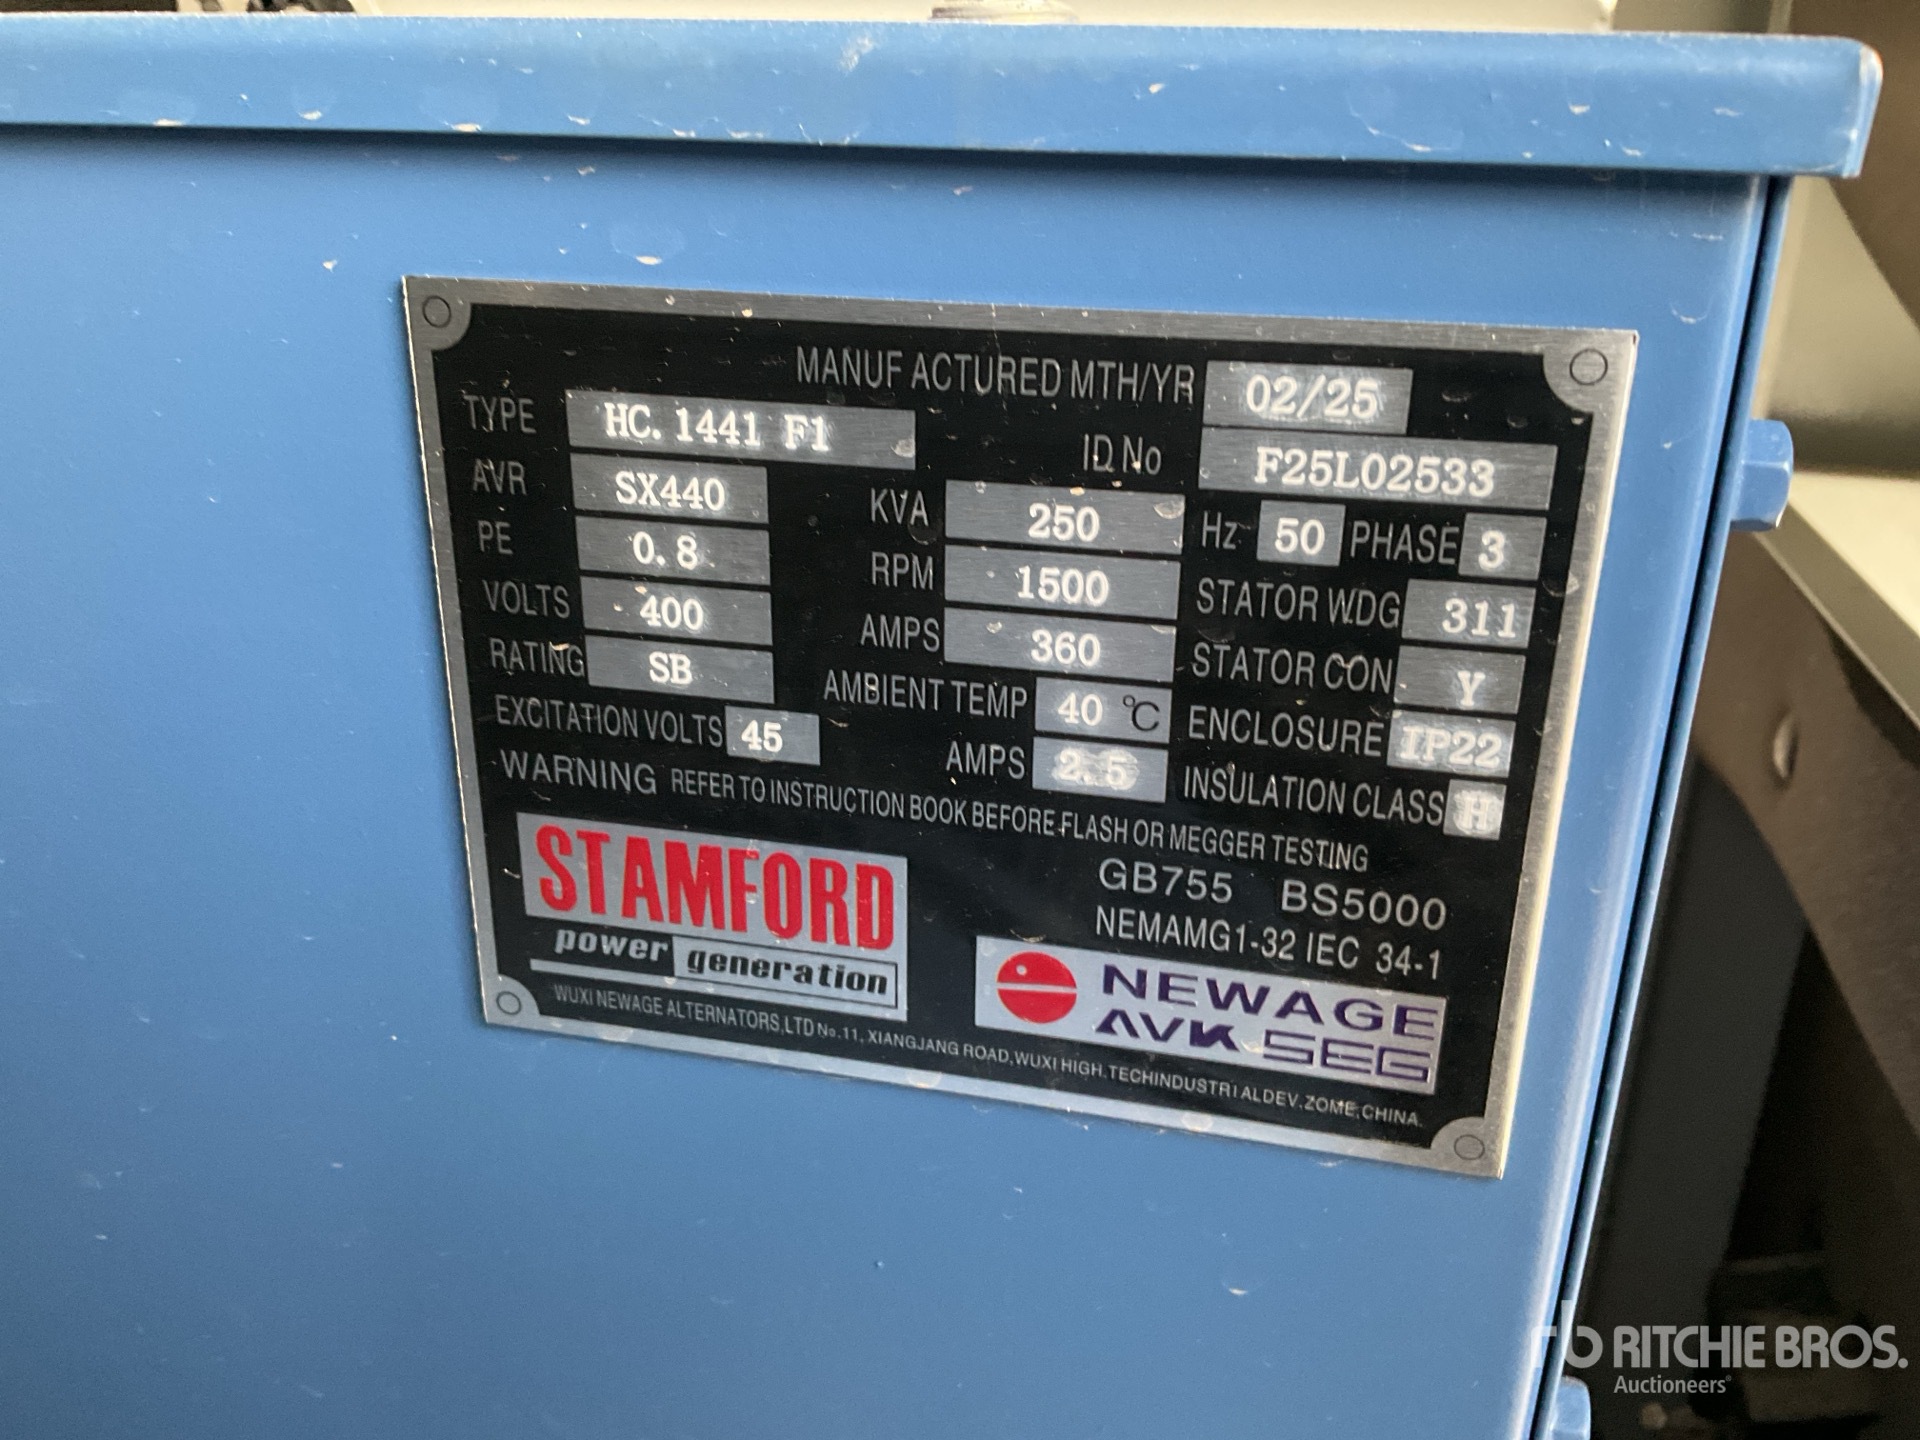 MANUF ACTURED MTH/YR 02/25
TYPE HC. 1441 F1 ID No F25L02533
AVR SX440 KVA 250 Hz 50 PHASE 3
PE 0.8 RPM 1500 STATOR WDG 311
VOLTS 400 AMPS 360 STATOR CON Y
RATING SB AMBIENT TEMP 40 ℃ ENCLOSURE IP22
EXCITATION VOLTS 45 AMPS 2.5 INSULATION CLASS H
WARNING REFER TO INSTRUCTION BOOK BEFORE FLASH OR MEGGER TESTING
STAMFORD
power generation
GB755 BS5000
NEMAMG1-32 IEC 34-1
NEWAGE
AVK SEG
WUXI NEWAGE ALTERNATORS,LTD No.11, XIANGJANG ROAD,WUXI HIGH.TECHINDUSTRIALDEV.ZOME,CHINA.
rb RITCHIE BROS.
Auctioneers